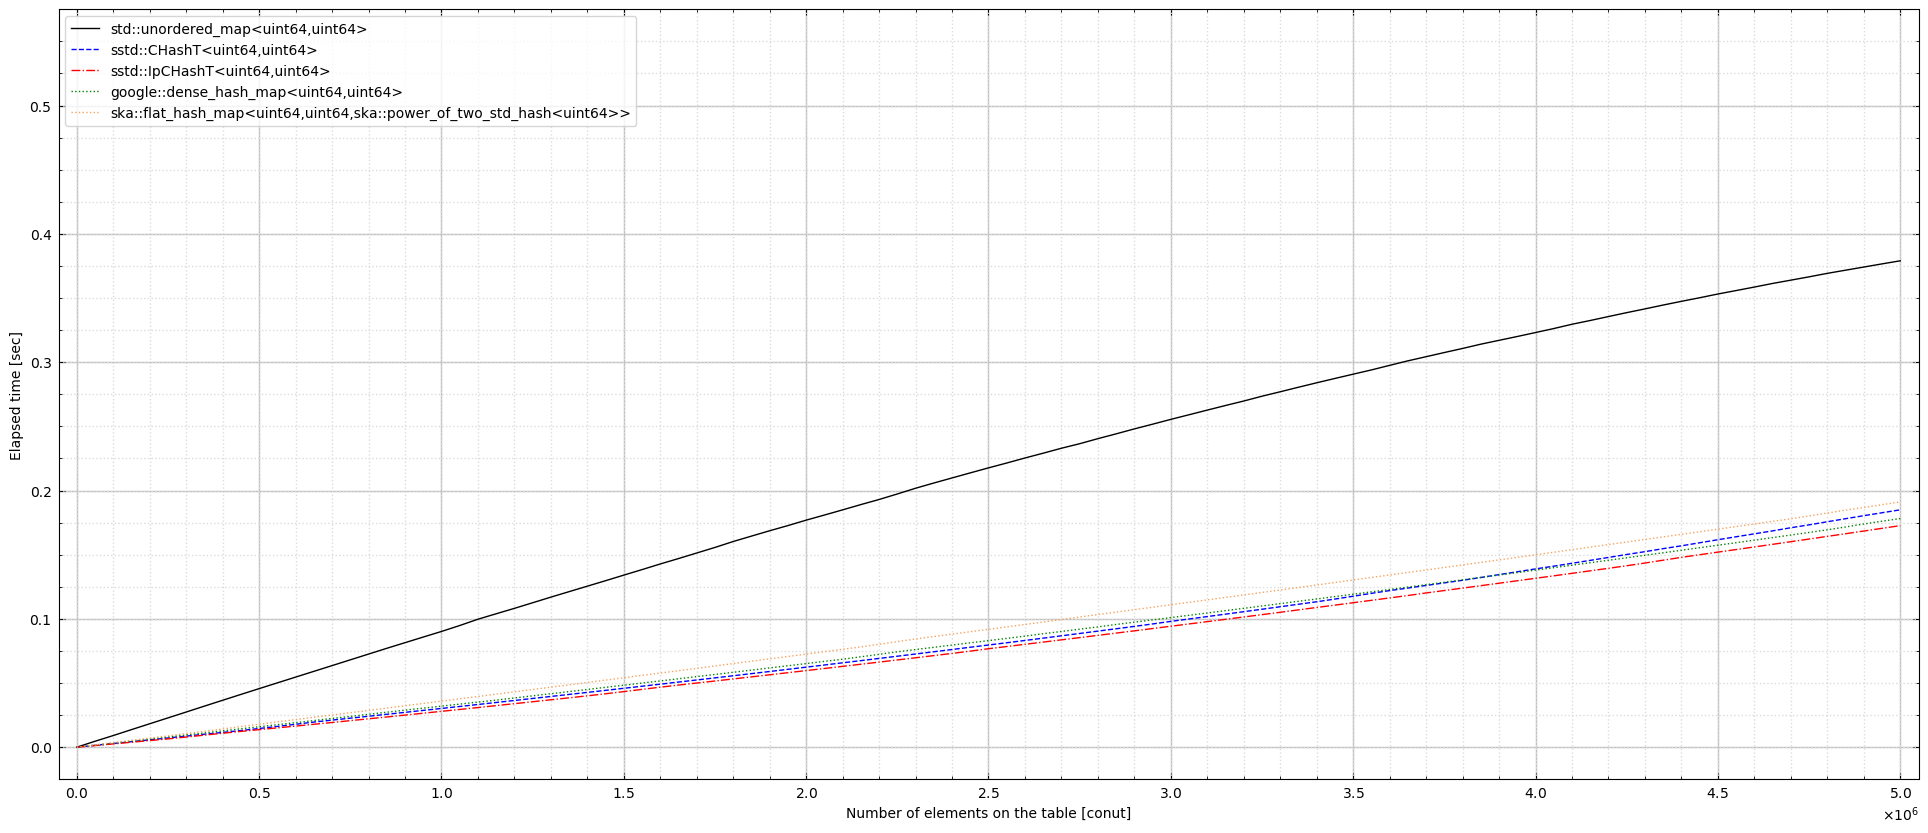 std::unordered_map<uint64,uint64>
sstd::CHashT<uint64,uint64>
sstd::IpCHashT<uint64,uint64>
google::dense_hash_map<uint64,uint64>
ska::flat_hash_map<uint64,uint64,ska::power_of_two_std_hash<uint64>>
0.5
0.4
0.3
0.2
0.1
0.0
Elapsed time [sec]
0.0 0.5 1.0 1.5 2.0 2.5 3.0 3.5 4.0 4.5 5.0
Number of elements on the table [conut]
×10⁶